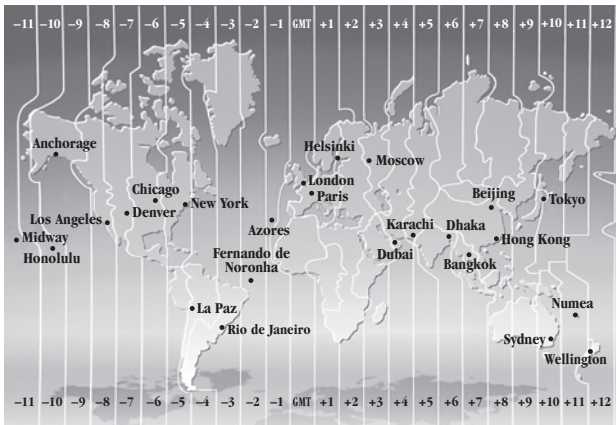 −11 −10 −9 −8 −7 −6 −5 −4 −3 −2 −1 GMT +1 +2 +3 +4 +5 +6 +7 +8 +9 +10 +11 +12
Anchorage
Helsinki
Moscow
London
Paris
Chicago
New York
Denver
Los Angeles
Beijing
Tokyo
Midway
Honolulu
Azores
Karachi
Dhaka
Hong Kong
Dubai
Bangkok
Fernando de
Noronha
La Paz
Rio de Janeiro
Numea
Sydney
Wellington
−11 −10 −9 −8 −7 −6 −5 −4 −3 −2 −1 GMT +1 +2 +3 +4 +5 +6 +7 +8 +9 +10 +11 +12